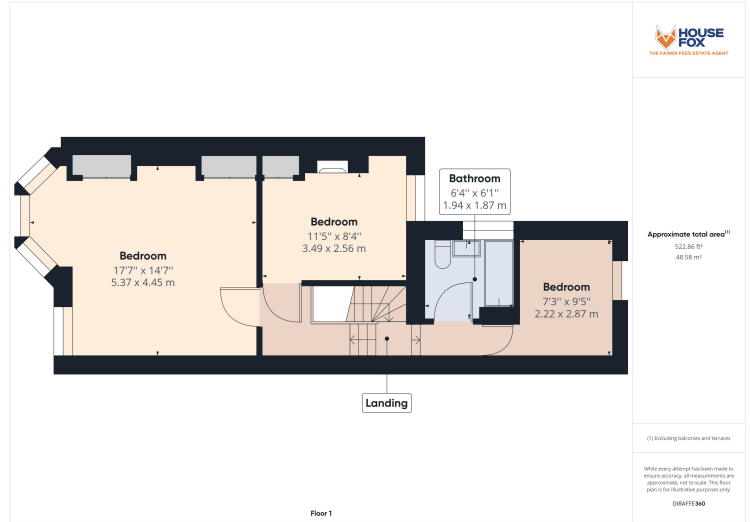 HOUSE
FOX
THE FAIRER FEES ESTATE AGENT
Bathroom
6'4" x 6'1"
1.94 x 1.87 m
Bedroom
11'5" x 8'4"
3.49 x 2.56 m
Bedroom
17'7" x 14'7"
5.37 x 4.45 m
Bedroom
7'3" x 9'5"
2.22 x 2.87 m
Landing
Floor 1
Approximate total area(1)
522.86 ft²
48.58 m²
(1) Excluding balconies and terraces
While every attempt has been made to
ensure accuracy, all measurements are
approximate, not to scale. This floor
plan is for illustrative purposes only.
GIRAFFE360